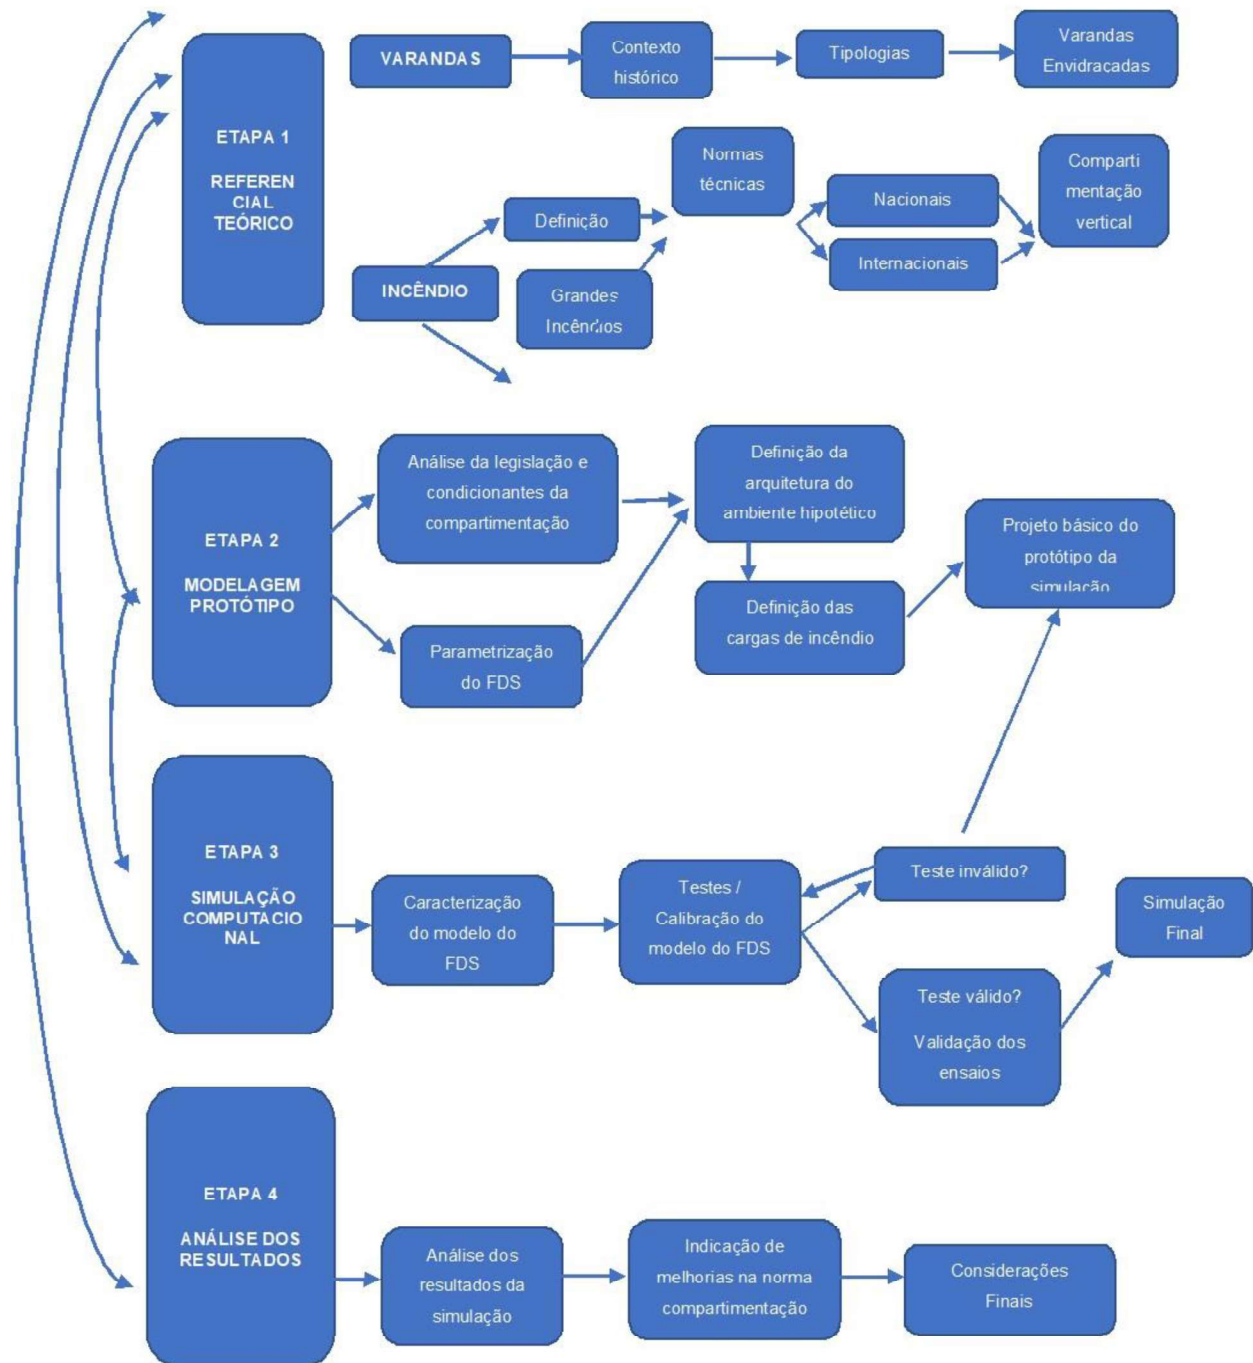 ETAPA 1
REFEREN
CIAL
TEÓRICO
VARANDAS
Contexto
histórico
Tipologias
Varandas
Envidraçadas
INCÊNDIO
Definição
Grandes
Incêndios
Normas
técnicas
Nacionais
Internacionais
Comparti
mentação
vertical
ETAPA 2
MODELAGEM
PROTÓTIPO
Análise da legislação e
condicionantes da
compartimentação
Parametrização
do FDS
Definição da
arquitetura do
ambiente hipotético
Definição das
cargas de incêndio
Projeto básico do
protótipo da
simulação
ETAPA 3
SIMULAÇÃO
COMPUTACIO
NAL
Caracterização
do modelo do
FDS
Testes /
Calibração do
modelo do FDS
Teste inválido?
Teste válido?
Validação dos
ensaios
Simulação
Final
ETAPA 4
ANÁLISE DOS
RESULTADOS
Análise dos
resultados da
simulação
Indicação de
melhorias na norma
compartimentação
Considerações
Finais